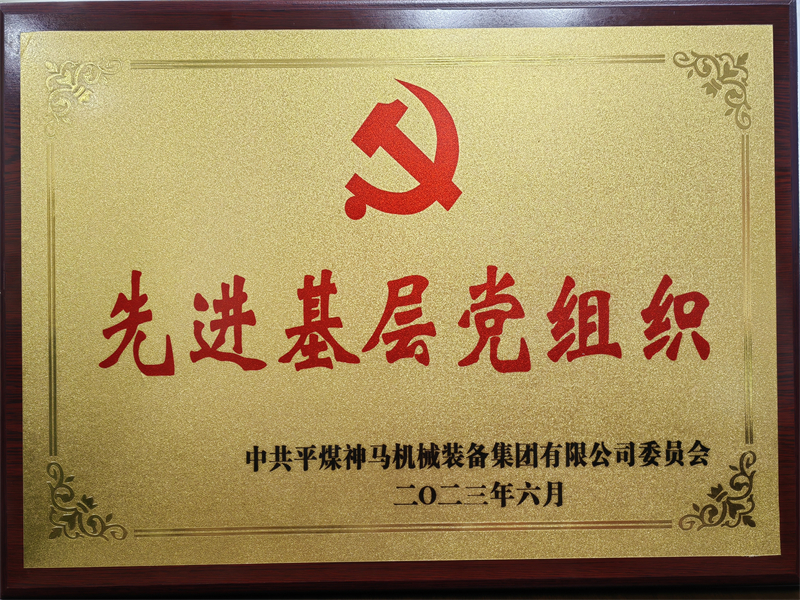 先进基层党组织
中共平煤神马机械装备集团有限公司委员会
二〇二三年六月